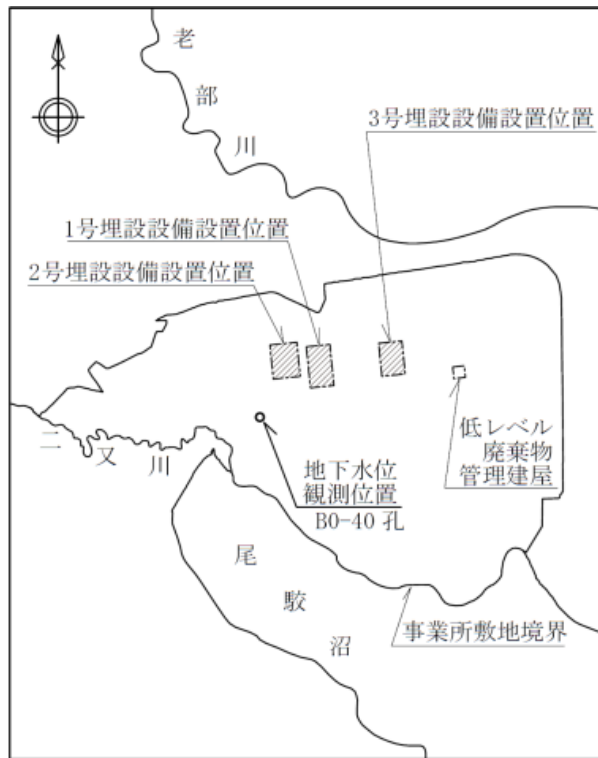 老部川
3号埋設設備設置位置
1号埋設設備設置位置
2号埋設設備設置位置
低レベル
廃棄物
管理建屋
二又川
地下水位
観測位置
B0-40 孔
尾駮沼
事業所敷地境界